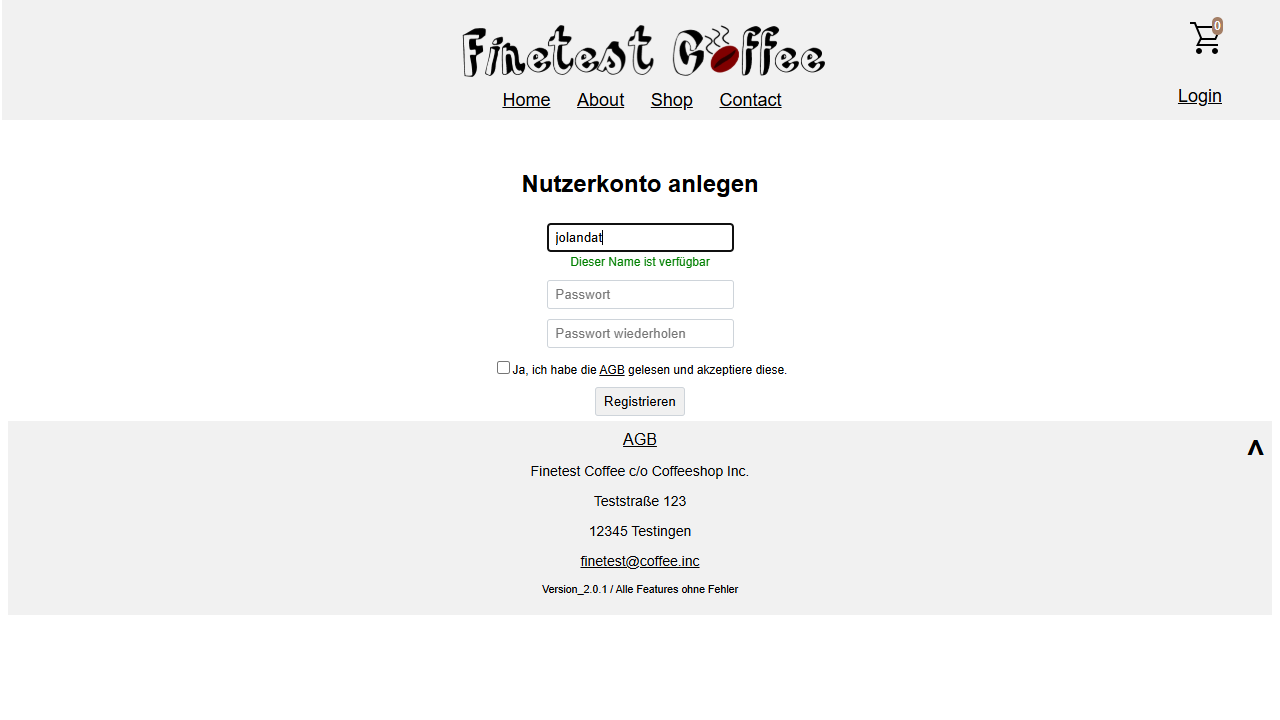 Finetest Coffee
0
Home About Shop Contact
Login
Nutzerkonto anlegen
jolandat
Dieser Name ist verfügbar
Passwort
Passwort wiederholen
Ja, ich habe die AGB gelesen und akzeptiere diese.
Registrieren
AGB
^
Finetest Coffee c/o Coffeeshop Inc.
Teststraße 123
12345 Testingen
finetest@coffee.inc
Version_2.0.1 / Alle Features ohne Fehler